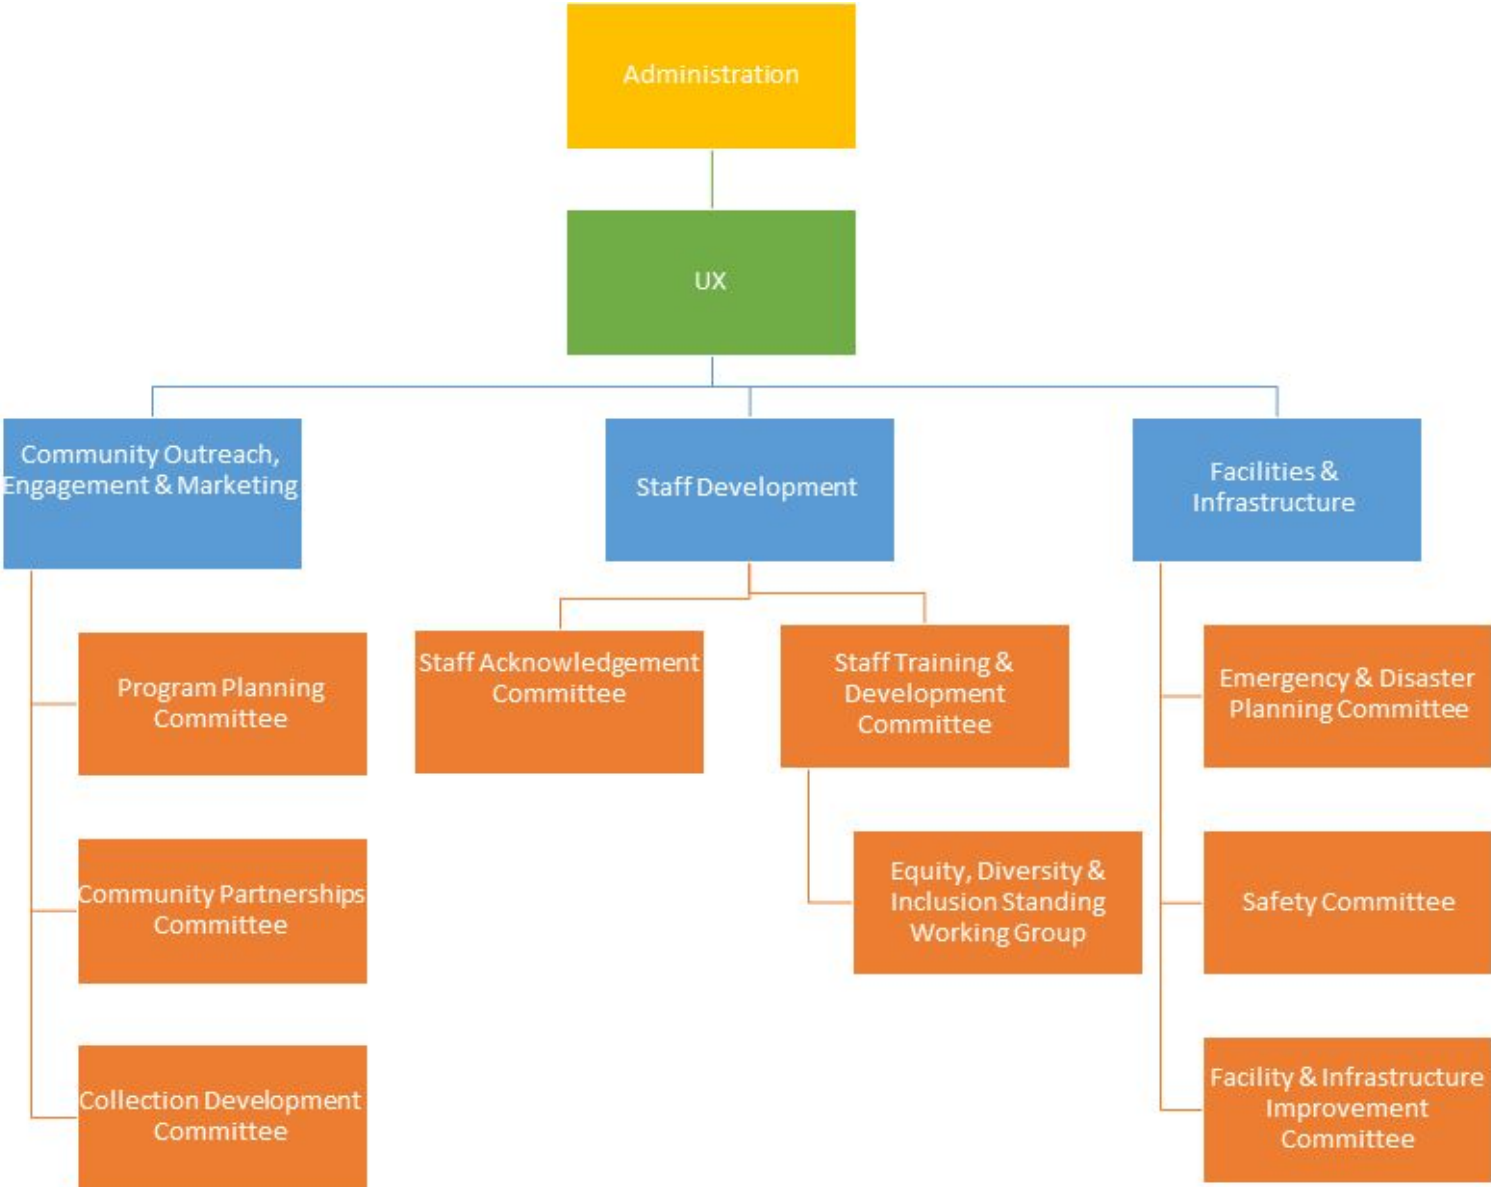 Administration
UX
Community Outreach,
Engagement & Marketing
Staff Development
Facilities &
Infrastructure
Program Planning
Committee
Community Partnerships
Committee
Collection Development
Committee
Staff Acknowledgement
Committee
Staff Training &
Development
Committee
Equity, Diversity &
Inclusion Standing
Working Group
Emergency & Disaster
Planning Committee
Safety Committee
Facility & Infrastructure
Improvement
Committee